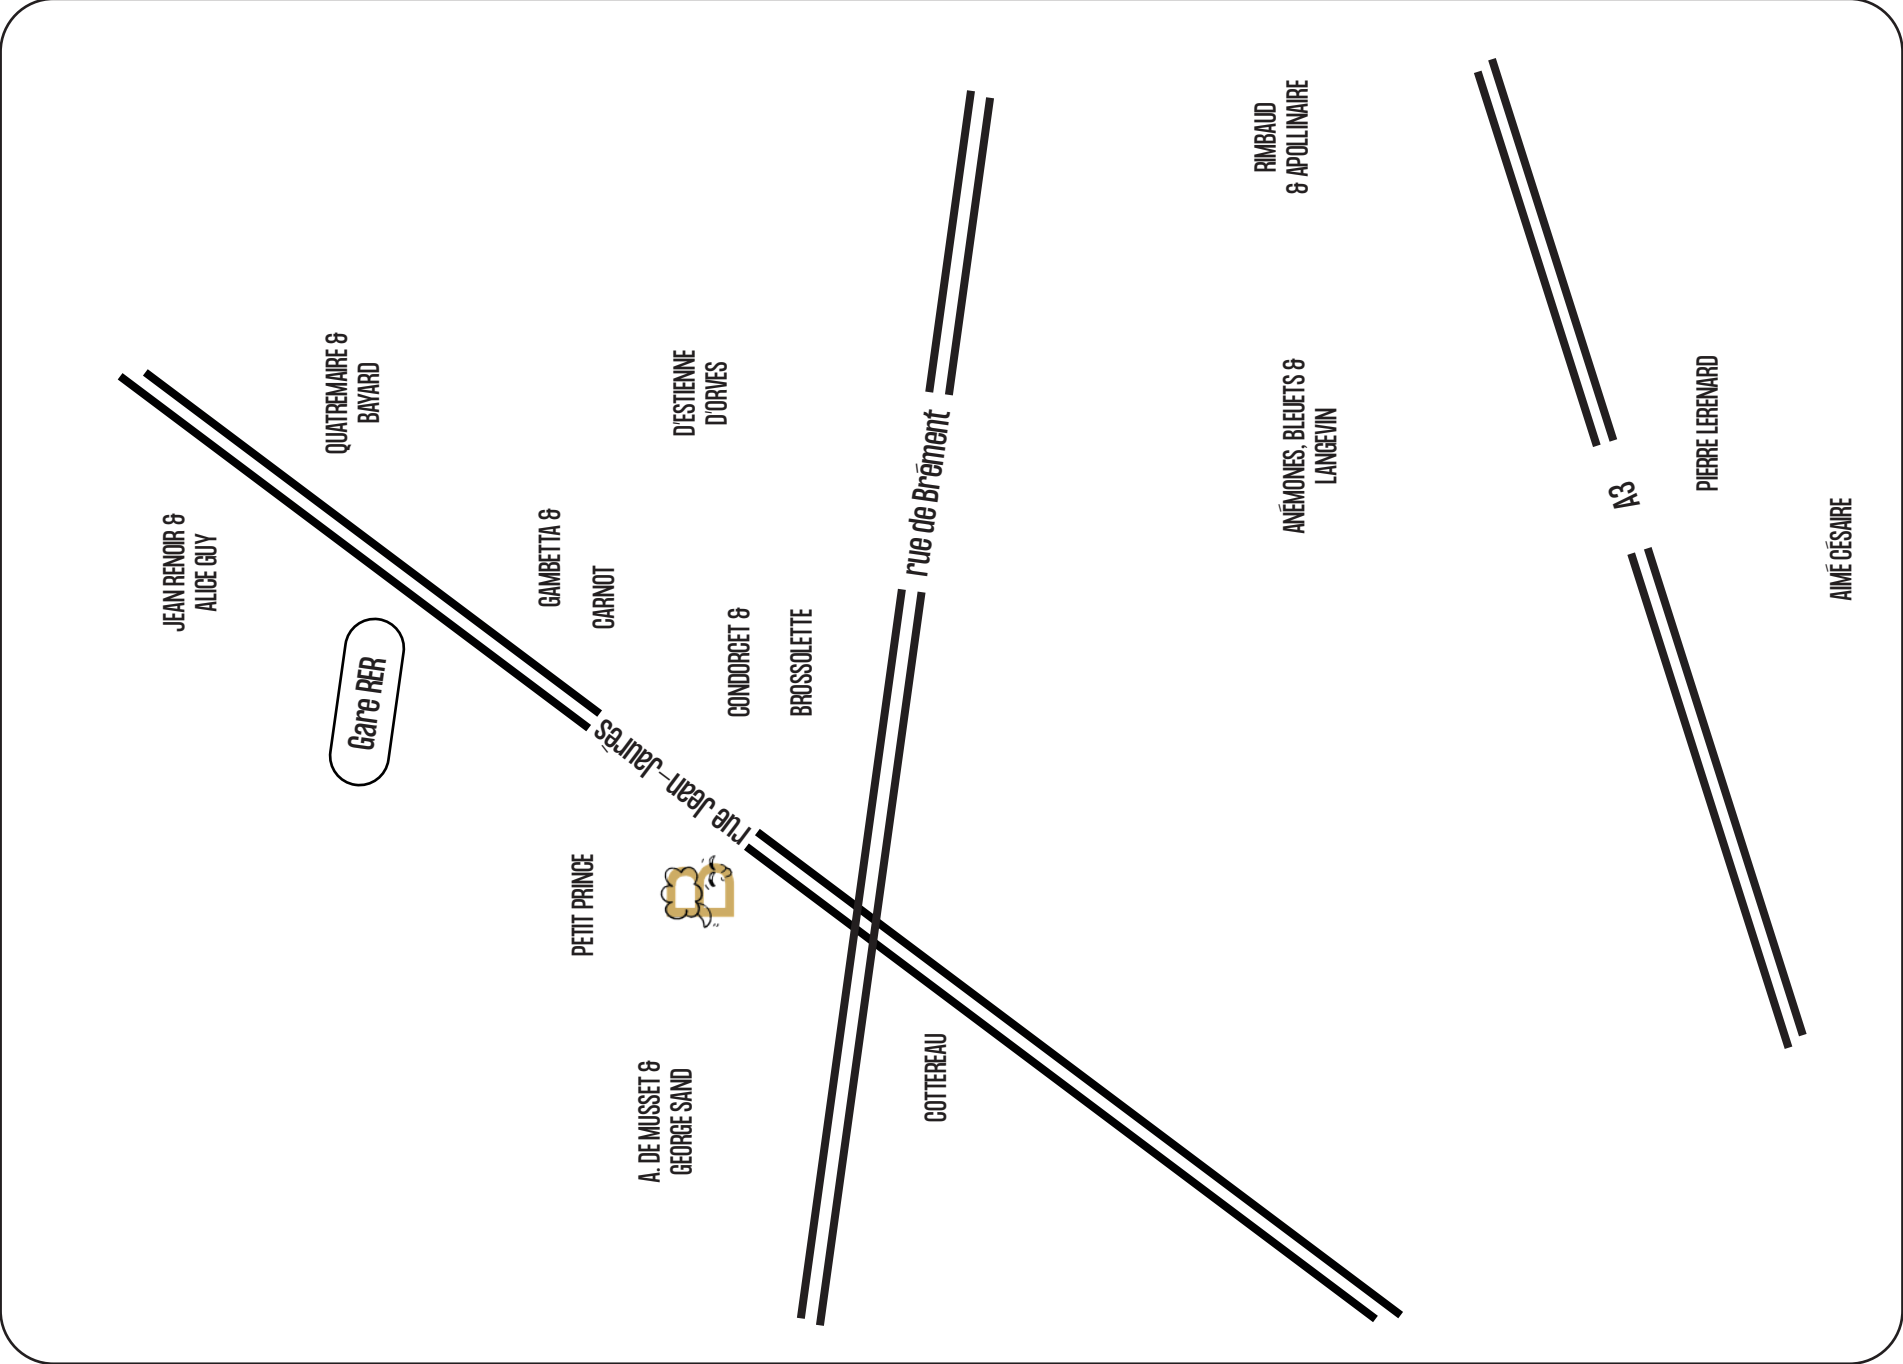 JEAN RENOIR &
ALICE GUY
QUATREMAIRE &
BAYARD
Gare RER
GAMBETTA &
CARNOT
PETIT PRINCE
rue Jean-Jaurès
A. DE MUSSET &
GEORGE SAND
D'ESTIENNE
D'ORVES
CONDORCET &
BROSSOLETTE
B
rue de Brément
COTTEREAU
RIMBAUD
& APOLLINAIRE
ANÉMONES, BLEUETS &
LANGEVIN
A3
PIERRE LERENARD
AIMÉ CÉSAIRE